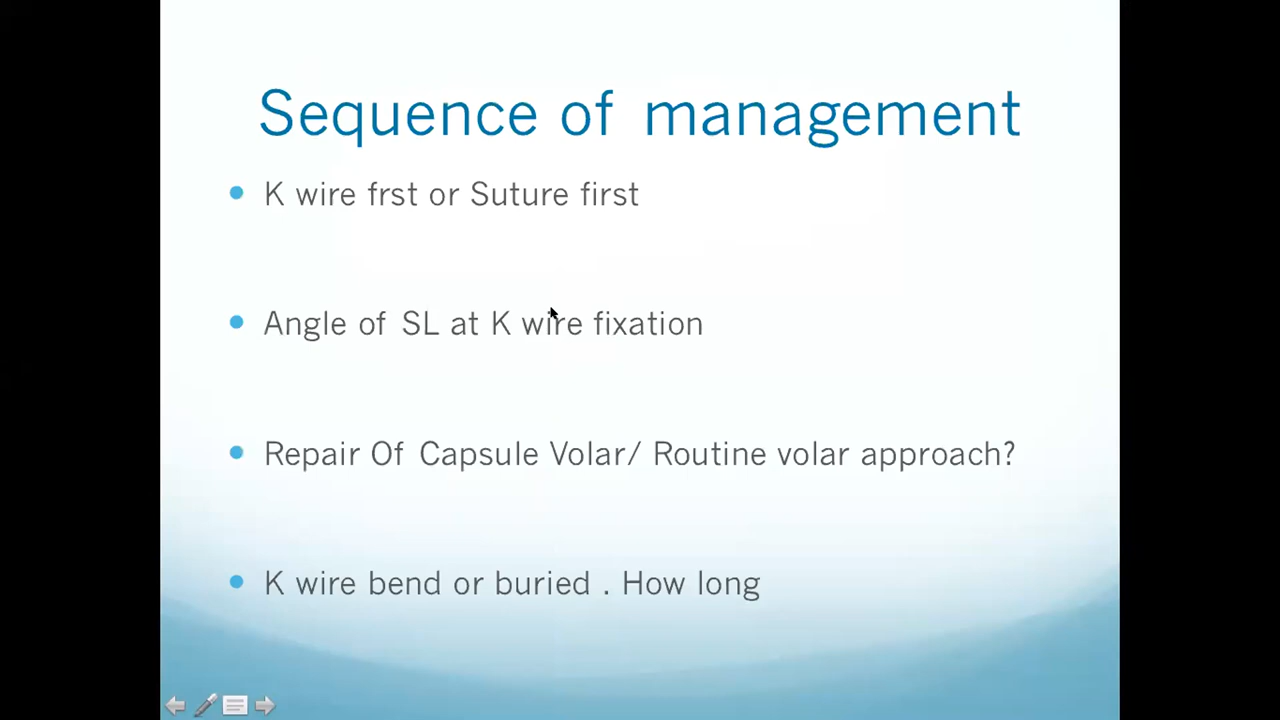 Sequence of management
K wire frst or Suture first
Angle of SL at K wire fixation
Repair Of Capsule Volar/ Routine volar approach?
K wire bend or buried . How long